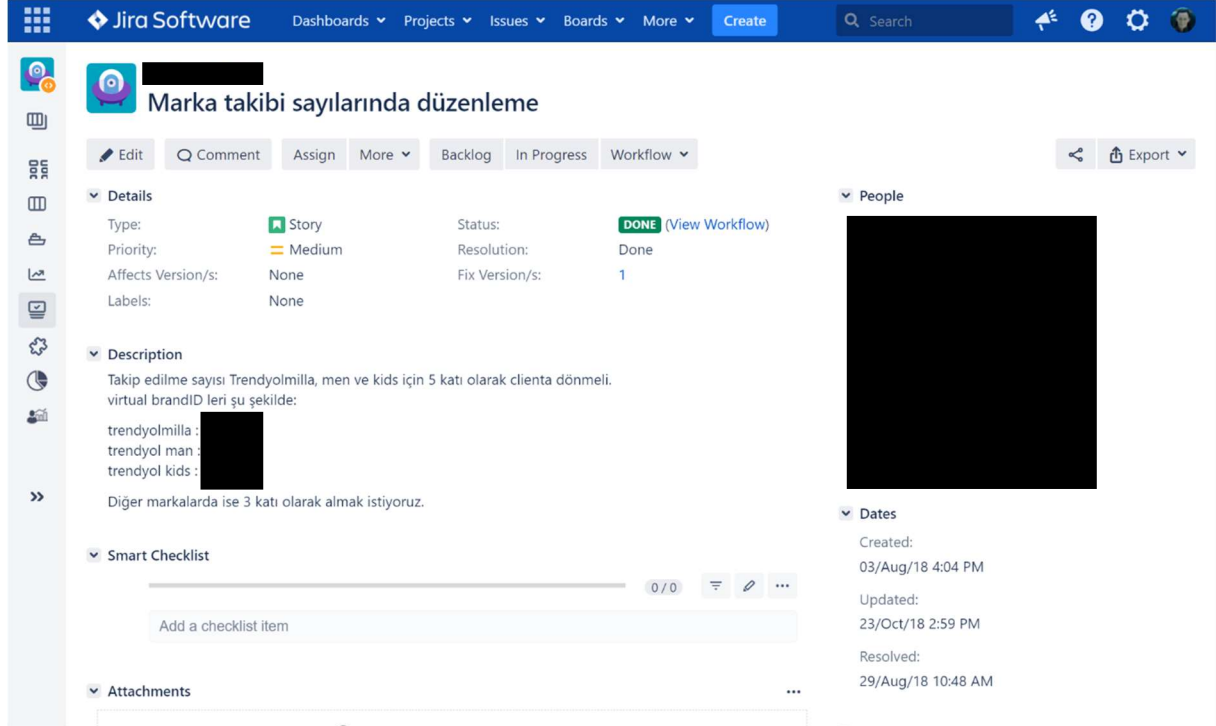 Jira Software Dashboards Projects Issues Boards More Create Search
Marka takibi sayılarında düzenleme
Edit Comment Assign More Backlog In Progress Workflow Export
Details
Type: Story Status: DONE (View Workflow)
Priority: Medium Resolution: Done
Affects Version/s: None Fix Version/s: 1
Labels: None
Description
Takip edilme sayısı Trendyolmilla, men ve kids için 5 katı olarak clienta dönmeli.
virtual brandID leri şu şekilde:
trendyolmilla :
trendyol man :
trendyol kids :
Diğer markalarda ise 3 katı olarak almak istiyoruz.
Smart Checklist
0 / 0
Add a checklist item
Attachments
People
Dates
Created:
03/Aug/18 4:04 PM
Updated:
23/Oct/18 2:59 PM
Resolved:
29/Aug/18 10:48 AM